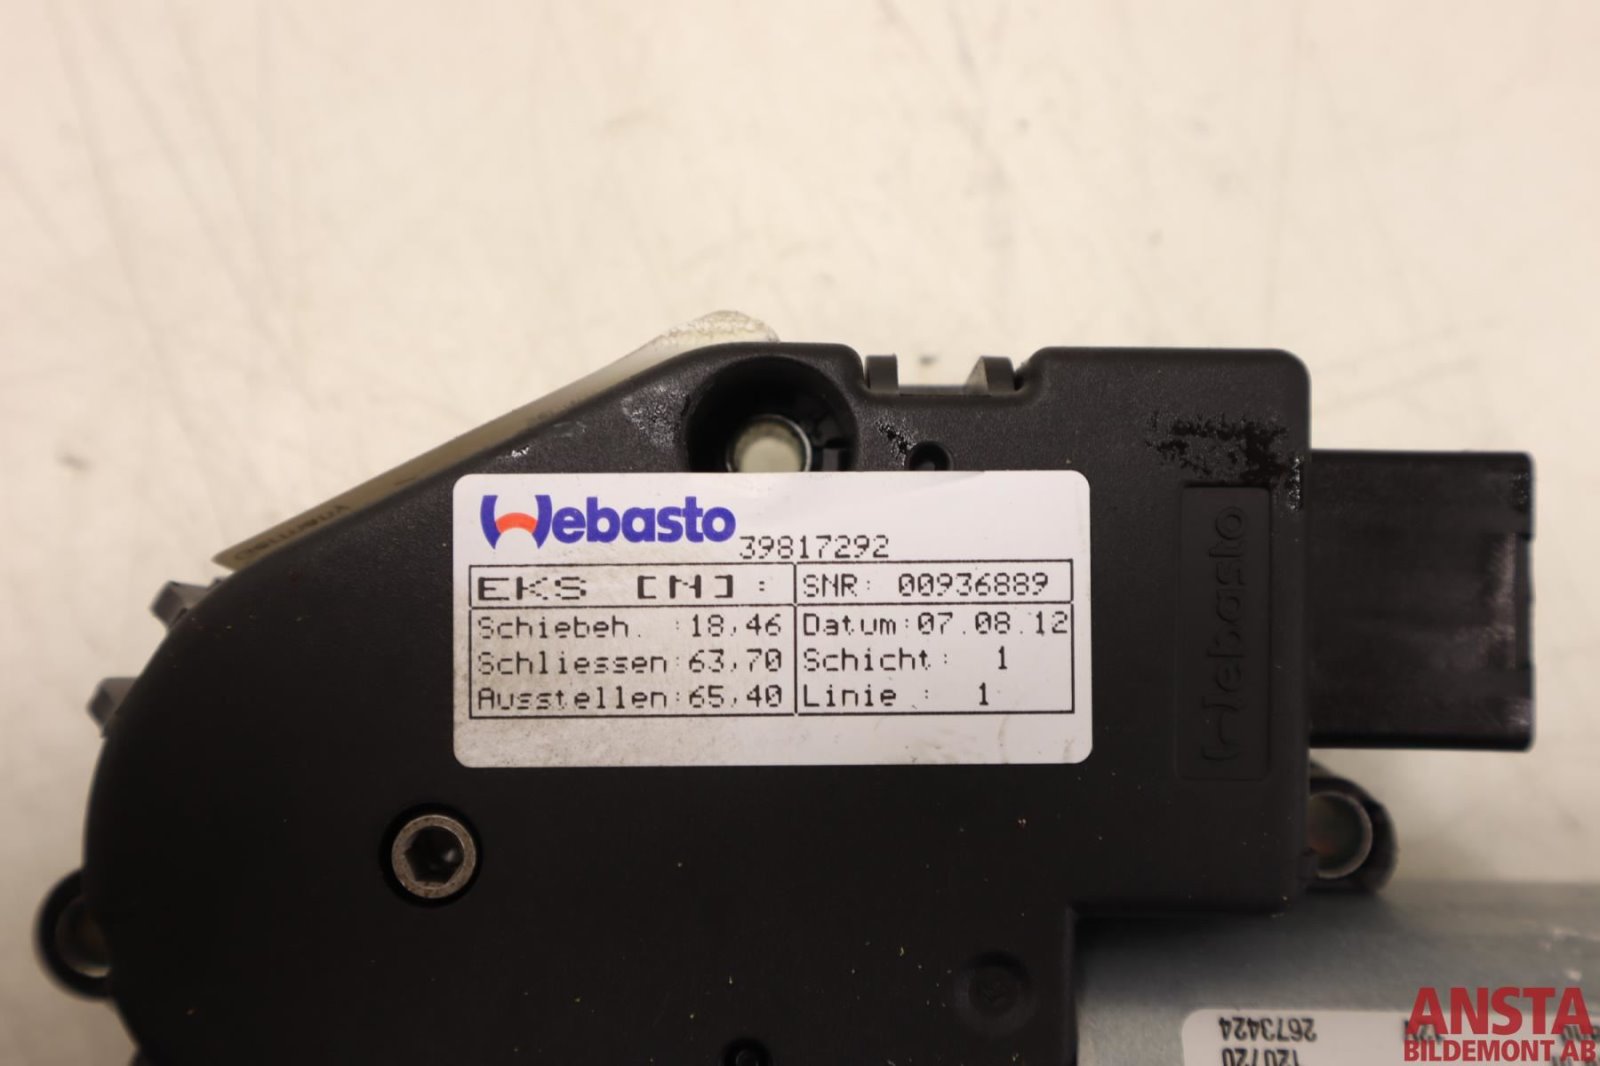 Webasto
39817292
EKS [N]: SNR: 00936889
Schiebeh. :18,46 Datum:07.08.12
Schliessen:63,70 Schicht: 1
Ausstellen:65,40 Linie : 1
Webasto
2673424
120720
ANSTA
BILDEMONT AB